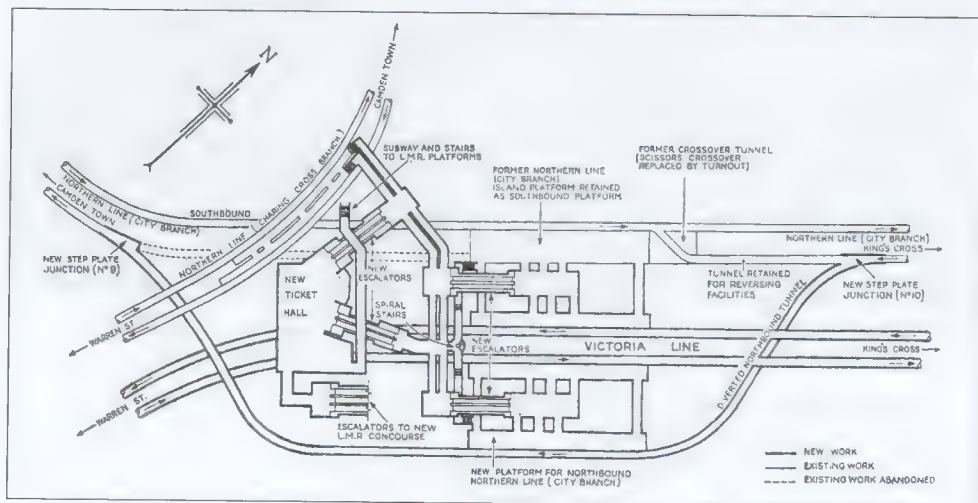 N
CAMDEN TOWN
NORTHERN LINE ( CHARING CROSS BRANCH )
SUBWAY AND STAIRS
TO L.M.R. PLATFORMS
FORMER NORTHERN LINE
(CITY BRANCH)
ISLAND PLATFORM RETAINED
AS SOUTHBOUND PLATFORM
FORMER CROSSOVER TUNNEL
(SCISSORS CROSSOVER
REPLACED BY TURNOUT)
NORTHERN LINE ( CITY BRANCH)
CAMDEN TOWN
SOUTHBOUND
NORTHERN LINE (CITY BRANCH)
KING'S CROSS
NEW STEP PLATE
JUNCTION (Nº9)
NEW
TICKET
HALL
NEW
ESCALATORS
SPIRAL
STAIRS
TUNNEL RETAINED
FOR REVERSING
FACILITIES
NEW STEP PLATE
JUNCTION (Nº10)
WARREN ST
NEW
ESCALATORS
VICTORIA LINE
KING'S CROSS
DIVERTED NORTHBOUND TUNNEL
WARREN ST.
ESCALATORS TO NEW
L.M.R CONCOURSE
NEW PLATFORM FOR NORTHBOUND
NORTHERN LINE (CITY BRANCH)
NEW WORK
EXISTING WORK
EXISTING WORK ABANDONED